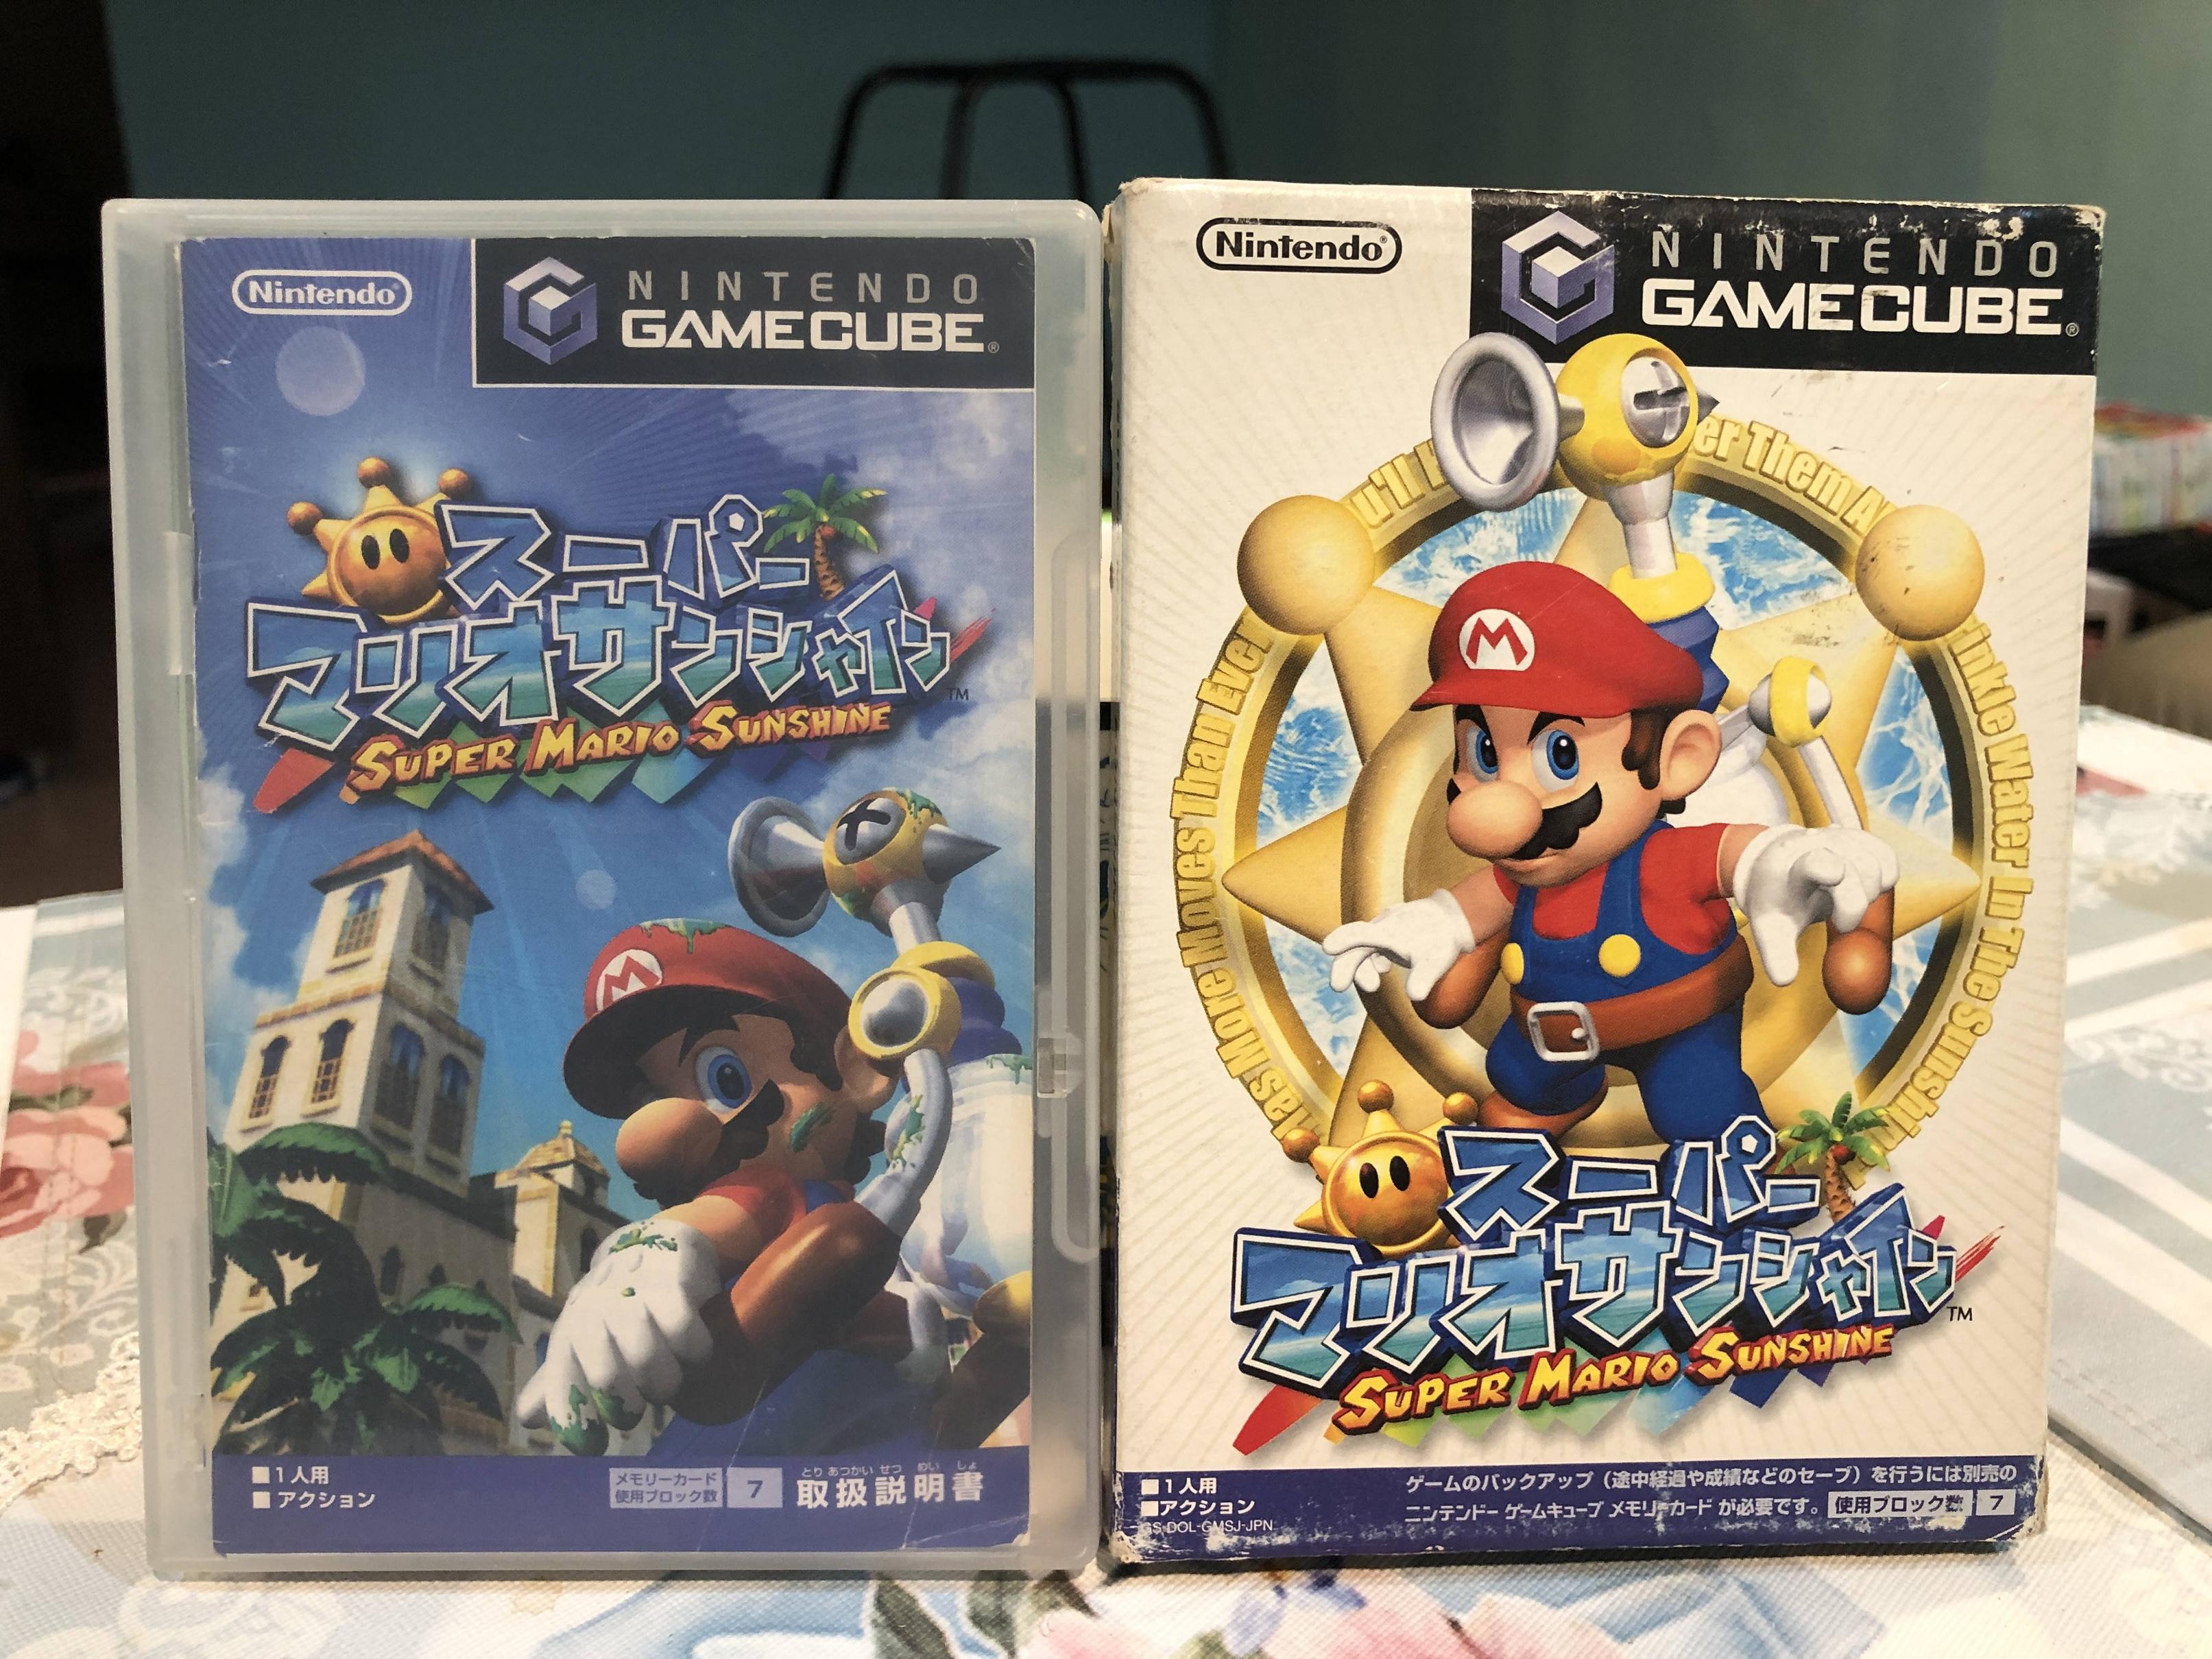 Nintendo®
NINTENDO
GAMECUBE®
スーパー
マリオサンシャイン™
SUPER MARIO SUNSHINE
■1人用
■アクション
メモリーカード
使用ブロック数
7
とり あつかい せつ めい しょ
取扱説明書
Nintendo®
NINTENDO
GAMECUBE®
er Them A
inkle Water In The Sunshin
Has More Moves Than Ever
u'll
スーパー
マリオサンシャイン™
SUPER MARIO SUNSHINE
■1人用
■アクション
GS-DOL-GMSJ-JPN
ゲームのバックアップ（途中経過や成績などのセーブ）を行うには別売の
ニンテンドーゲームキューブ メモリーカードが必要です。 使用ブロック数 7